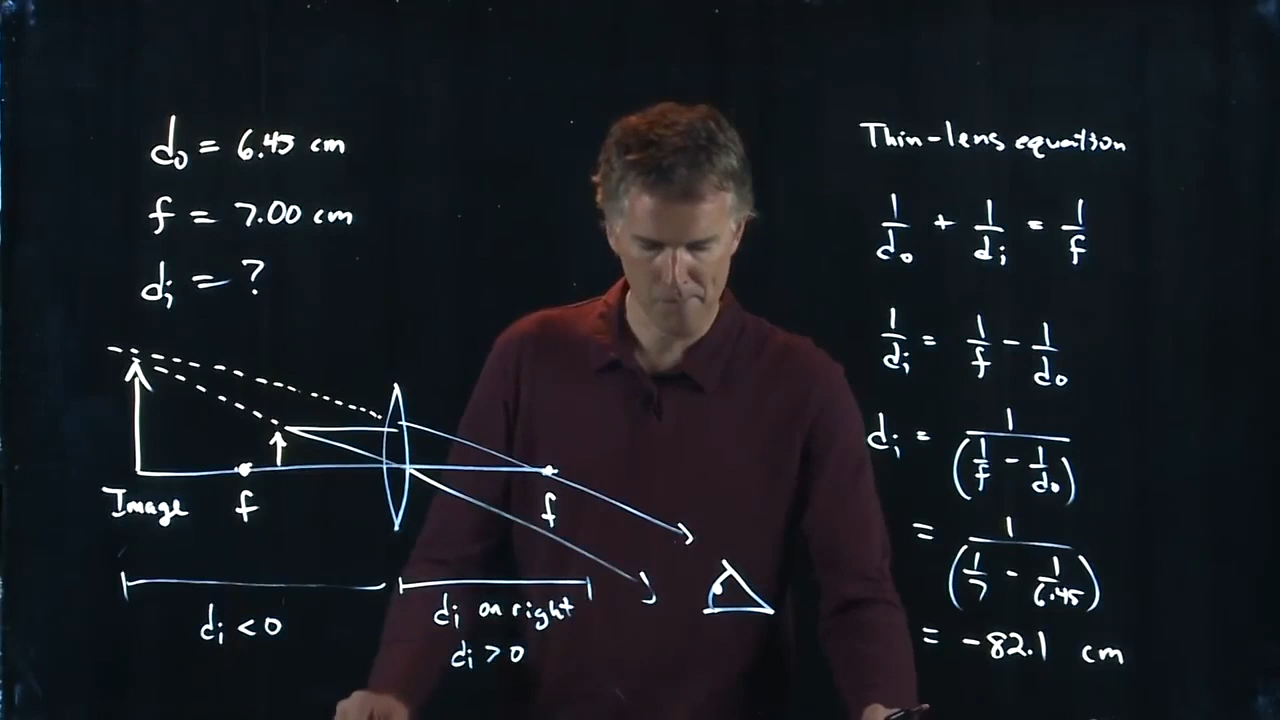 d₀ = 6.45 cm
f = 7.00 cm
dᵢ = ?
Image
f
f
dᵢ < 0
dᵢ on right
dᵢ > 0
Thin-lens equation
1/d₀ + 1/dᵢ = 1/f
1/dᵢ = 1/f - 1/d₀
dᵢ = 1/(1/f - 1/d₀)
= 1/(1/7 - 1/6.45)
= -82.1 cm